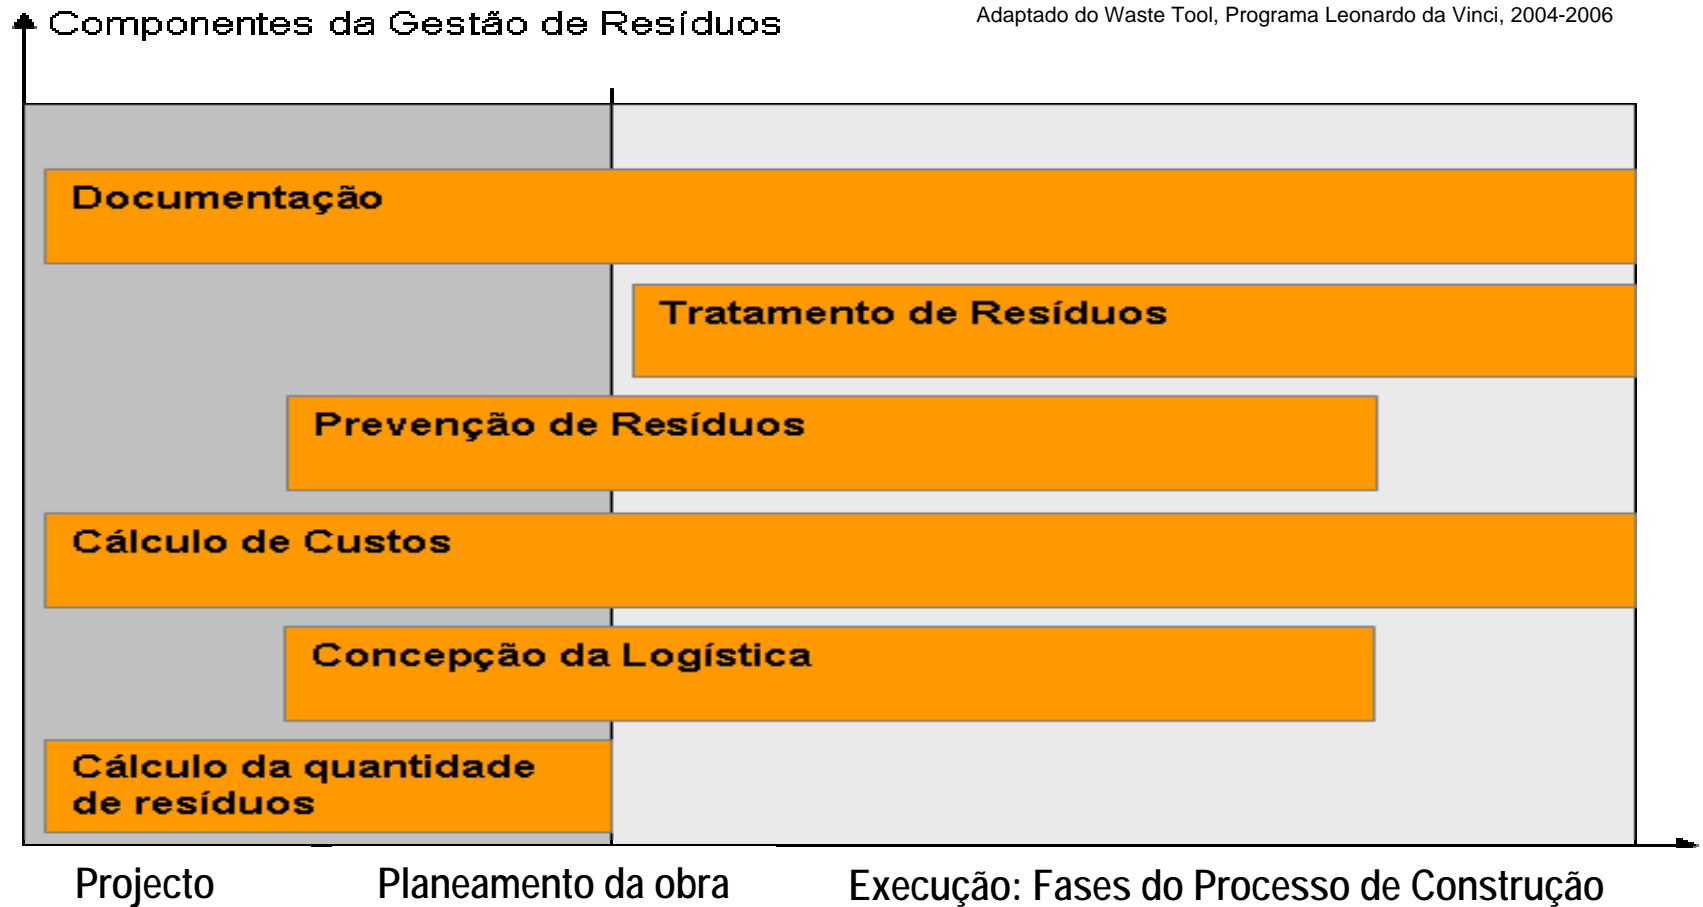 Componentes da Gestão de Resíduos
Adaptado do Waste Tool, Programa Leonardo da Vinci, 2004-2006
Documentação
Tratamento de Resíduos
Prevenção de Resíduos
Cálculo de Custos
Concepção da Logística
Cálculo da quantidade
de resíduos
Projecto
Planeamento da obra
Execução: Fases do Processo de Construção